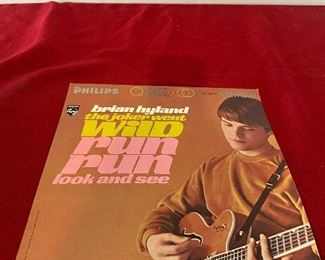 PHILIPS
brian hyland
the joker went
wild
run
run
look and see